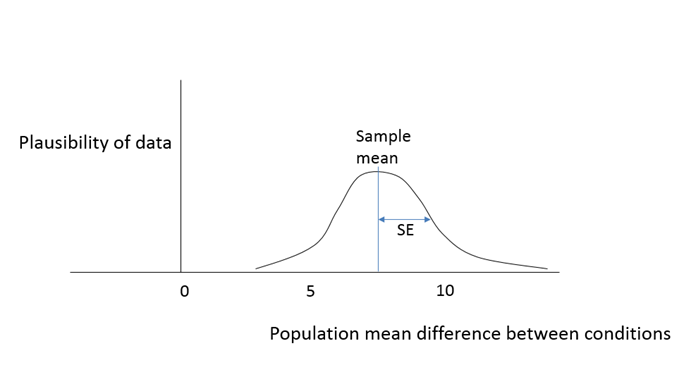 Sample
mean
Plausibility of data
SE
0 5 10
Population mean difference between conditions